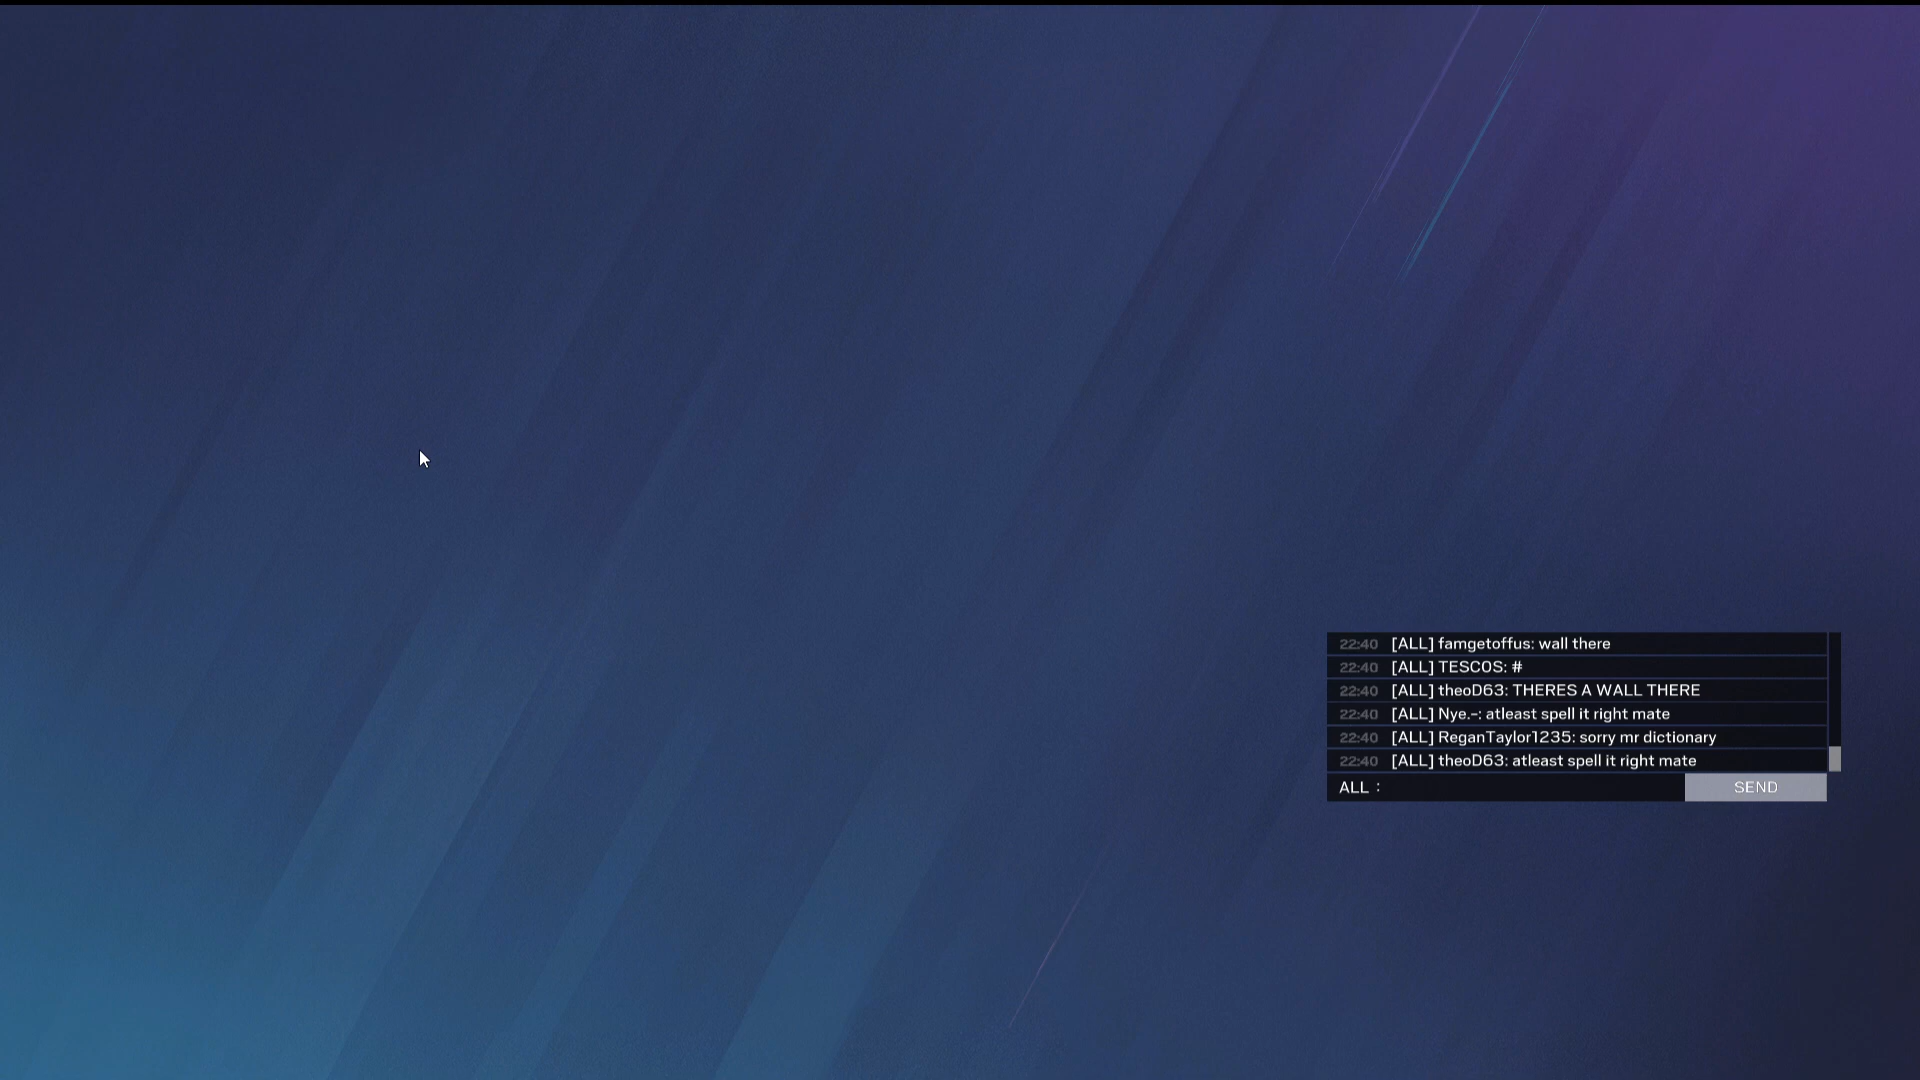 22:40 [ALL] famgetoffus: wall there
22:40 [ALL] TESCOS: #
22:40 [ALL] theoD63: THERES A WALL THERE
22:40 [ALL] Nye.-: atleast spell it right mate
22:40 [ALL] ReganTaylor1235: sorry mr dictionary
22:40 [ALL] theoD63: atleast spell it right mate
ALL : SEND